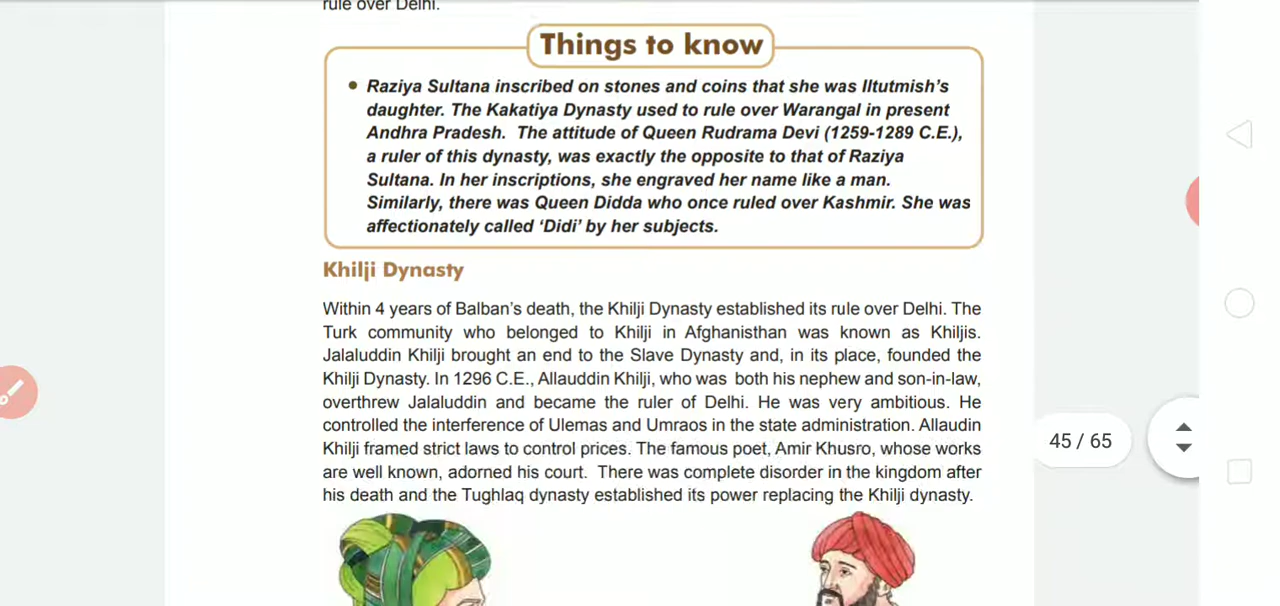 rule over Delhi.
Things to know
• Raziya Sultana inscribed on stones and coins that she was Iltutmish's
daughter. The Kakatiya Dynasty used to rule over Warangal in present
Andhra Pradesh. The attitude of Queen Rudrama Devi (1259-1289 C.E.),
a ruler of this dynasty, was exactly the opposite to that of Raziya
Sultana. In her inscriptions, she engraved her name like a man.
Similarly, there was Queen Didda who once ruled over Kashmir. She was
affectionately called 'Didi' by her subjects.
Khilji Dynasty
Within 4 years of Balban's death, the Khilji Dynasty established its rule over Delhi. The
Turk community who belonged to Khilji in Afghanisthan was known as Khiljis.
Jalaluddin Khilji brought an end to the Slave Dynasty and, in its place, founded the
Khilji Dynasty. In 1296 C.E., Allauddin Khilji, who was both his nephew and son-in-law,
overthrew Jalaluddin and became the ruler of Delhi. He was very ambitious. He
controlled the interference of Ulemas and Umraos in the state administration. Allaudin
Khilji framed strict laws to control prices. The famous poet, Amir Khusro, whose works
are well known, adorned his court. There was complete disorder in the kingdom after
his death and the Tughlaq dynasty established its power replacing the Khilji dynasty.
45 / 65